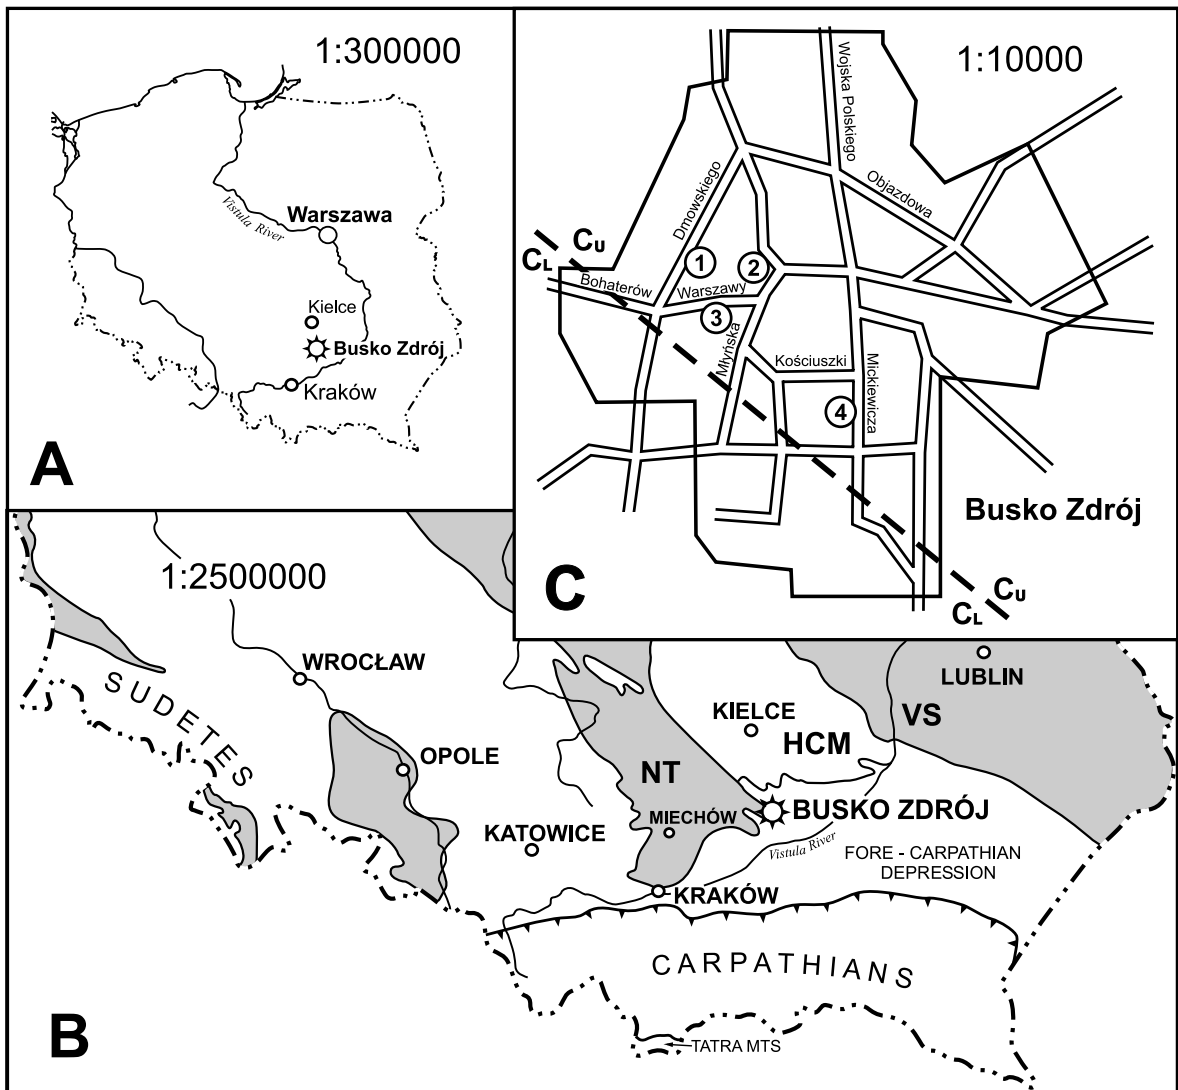 1:300000
Vistula River
Warszawa
Kielce
Busko Zdrój
Kraków
A
1:10000
Wojska Polskiego
Dmowskiego
Objazdowa
CU
CL
1
2
Bohaterów
Warszawy
3
Młyńska
Kościuszki
Mickiewicza
4
Busko Zdrój
C
CU
CL
1:2500000
WROCŁAW
SUDETES
OPOLE
KATOWICE
KIELCE
HCM
NT
MIECHÓW
VS
LUBLIN
BUSKO ZDRÓJ
Vistula River
FORE - CARPATHIAN
DEPRESSION
KRAKÓW
CARPATHIANS
TATRA MTS
B